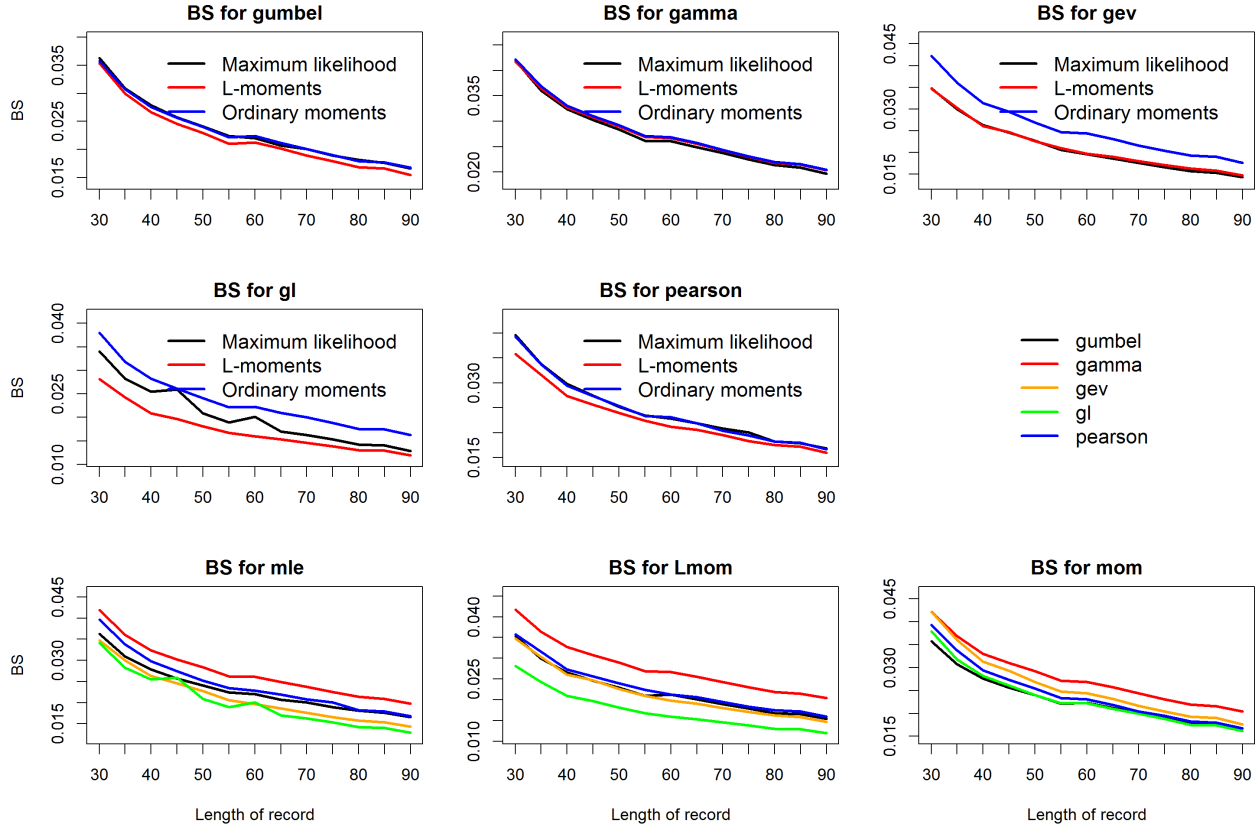 BS for gumbel
BS
0.015 0.025 0.035
Maximum likelihood
L-moments
Ordinary moments
30 40 50 60 70 80 90
BS for gamma
0.020 0.035
Maximum likelihood
L-moments
Ordinary moments
30 40 50 60 70 80 90
BS for gev
0.015 0.030 0.045
Maximum likelihood
L-moments
Ordinary moments
30 40 50 60 70 80 90
BS for gl
BS
0.010 0.025 0.040
Maximum likelihood
L-moments
Ordinary moments
30 40 50 60 70 80 90
BS for pearson
0.015 0.030
Maximum likelihood
L-moments
Ordinary moments
30 40 50 60 70 80 90
gumbel
gamma
gev
gl
pearson
BS for mle
BS
0.015 0.030 0.045
30 40 50 60 70 80 90
Length of record
BS for Lmom
0.010 0.025 0.040
30 40 50 60 70 80 90
Length of record
BS for mom
0.015 0.030 0.045
30 40 50 60 70 80 90
Length of record